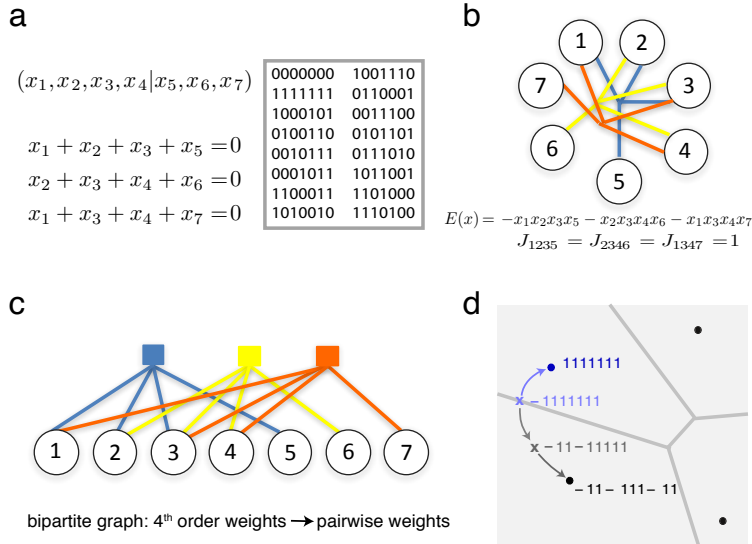 a
(x1, x2, x3, x4|x5, x6, x7)
x1 + x2 + x3 + x5 =0
x2 + x3 + x4 + x6 =0
x1 + x3 + x4 + x7 =0
0000000 1001110
1111111 0110001
1000101 0011100
0100110 0101101
0010111 0111010
0001011 1011001
1100011 1101000
1010010 1110100
b
1
2
3
4
5
6
7
E(x) = −x1x2x3x5 − x2x3x4x6 − x1x3x4x7
J1235 = J2346 = J1347 =1
c
1 2 3 4 5 6 7
bipartite graph: 4th order weights → pairwise weights
d
1111111
x −1111111
x −11−11111
−11−111−11